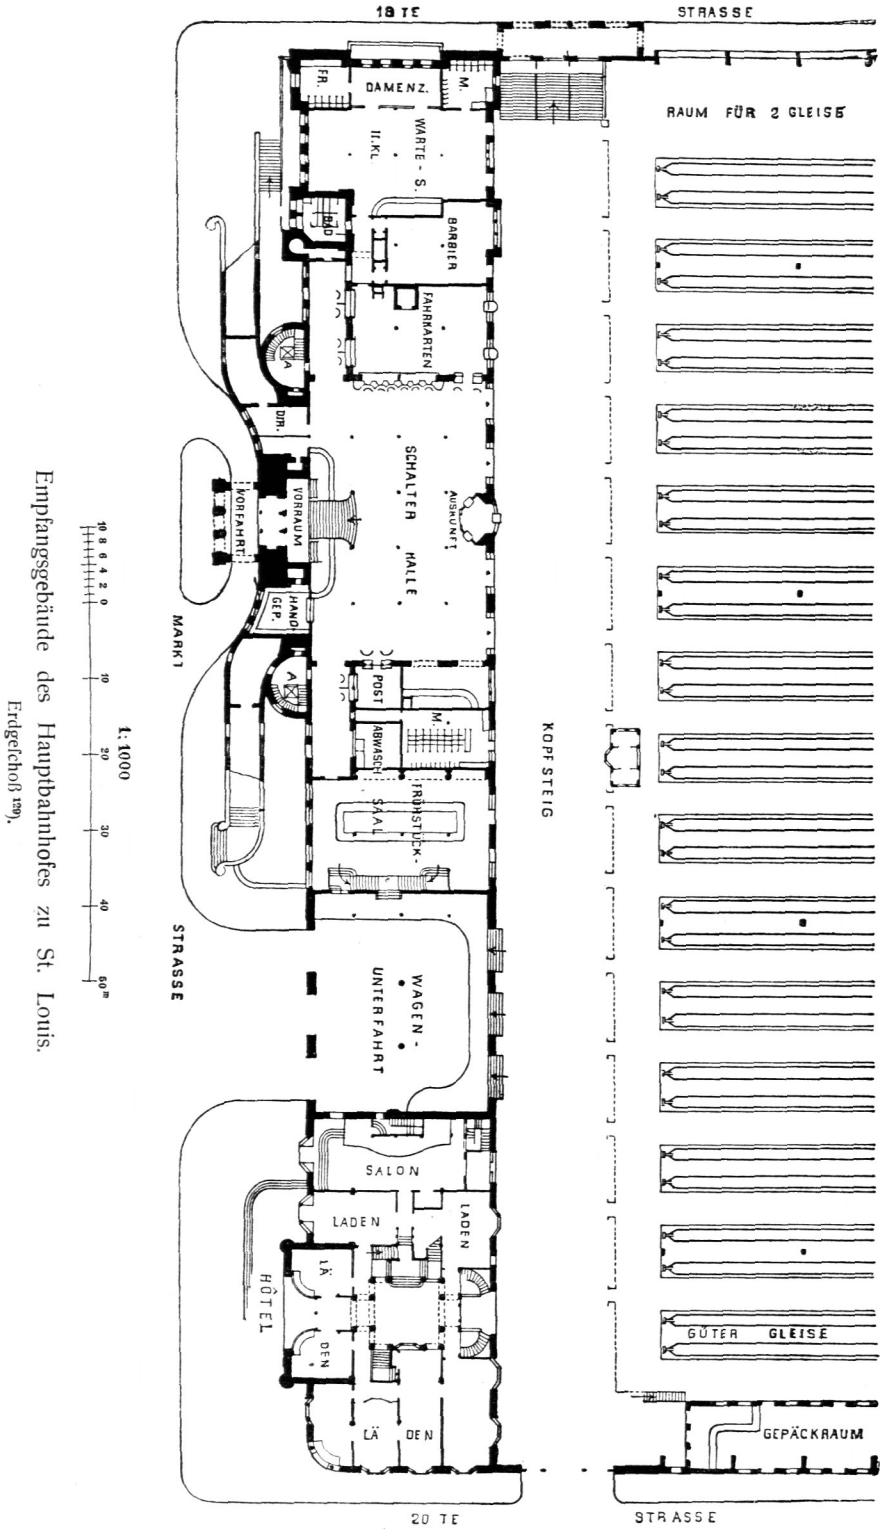 18 TE STRASSE
RAUM FÜR 2 GLEISE
FR.
DAMENZ.
M.
WARTE-S.
II.KL
BAD
BARBIER
FAHRKARTEN
A
DIR.
SCHALTER HALLE
AUSKUNFT
VORRAUM
VORFAHRT
HAND-
GEP.
MARKT
STRASSE
A
POST
M.
ABWASCH
FRÜHSTÜCK-
SAAL
KOPFSTEIG
WAGEN-
UNTERFAHRT
SALON
LADEN
LADEN
LÄ
DEN
HÔTEL
LÄ DEN
GÜTER GLEISE
GEPÄCKRAUM
20 TE STRASSE
1:1000
10 8 6 4 2 0 10 20 30 40 50 m
Empfangsgebäude des Hauptbahnhofes zu St. Louis.
Erdgeſchoß 129).